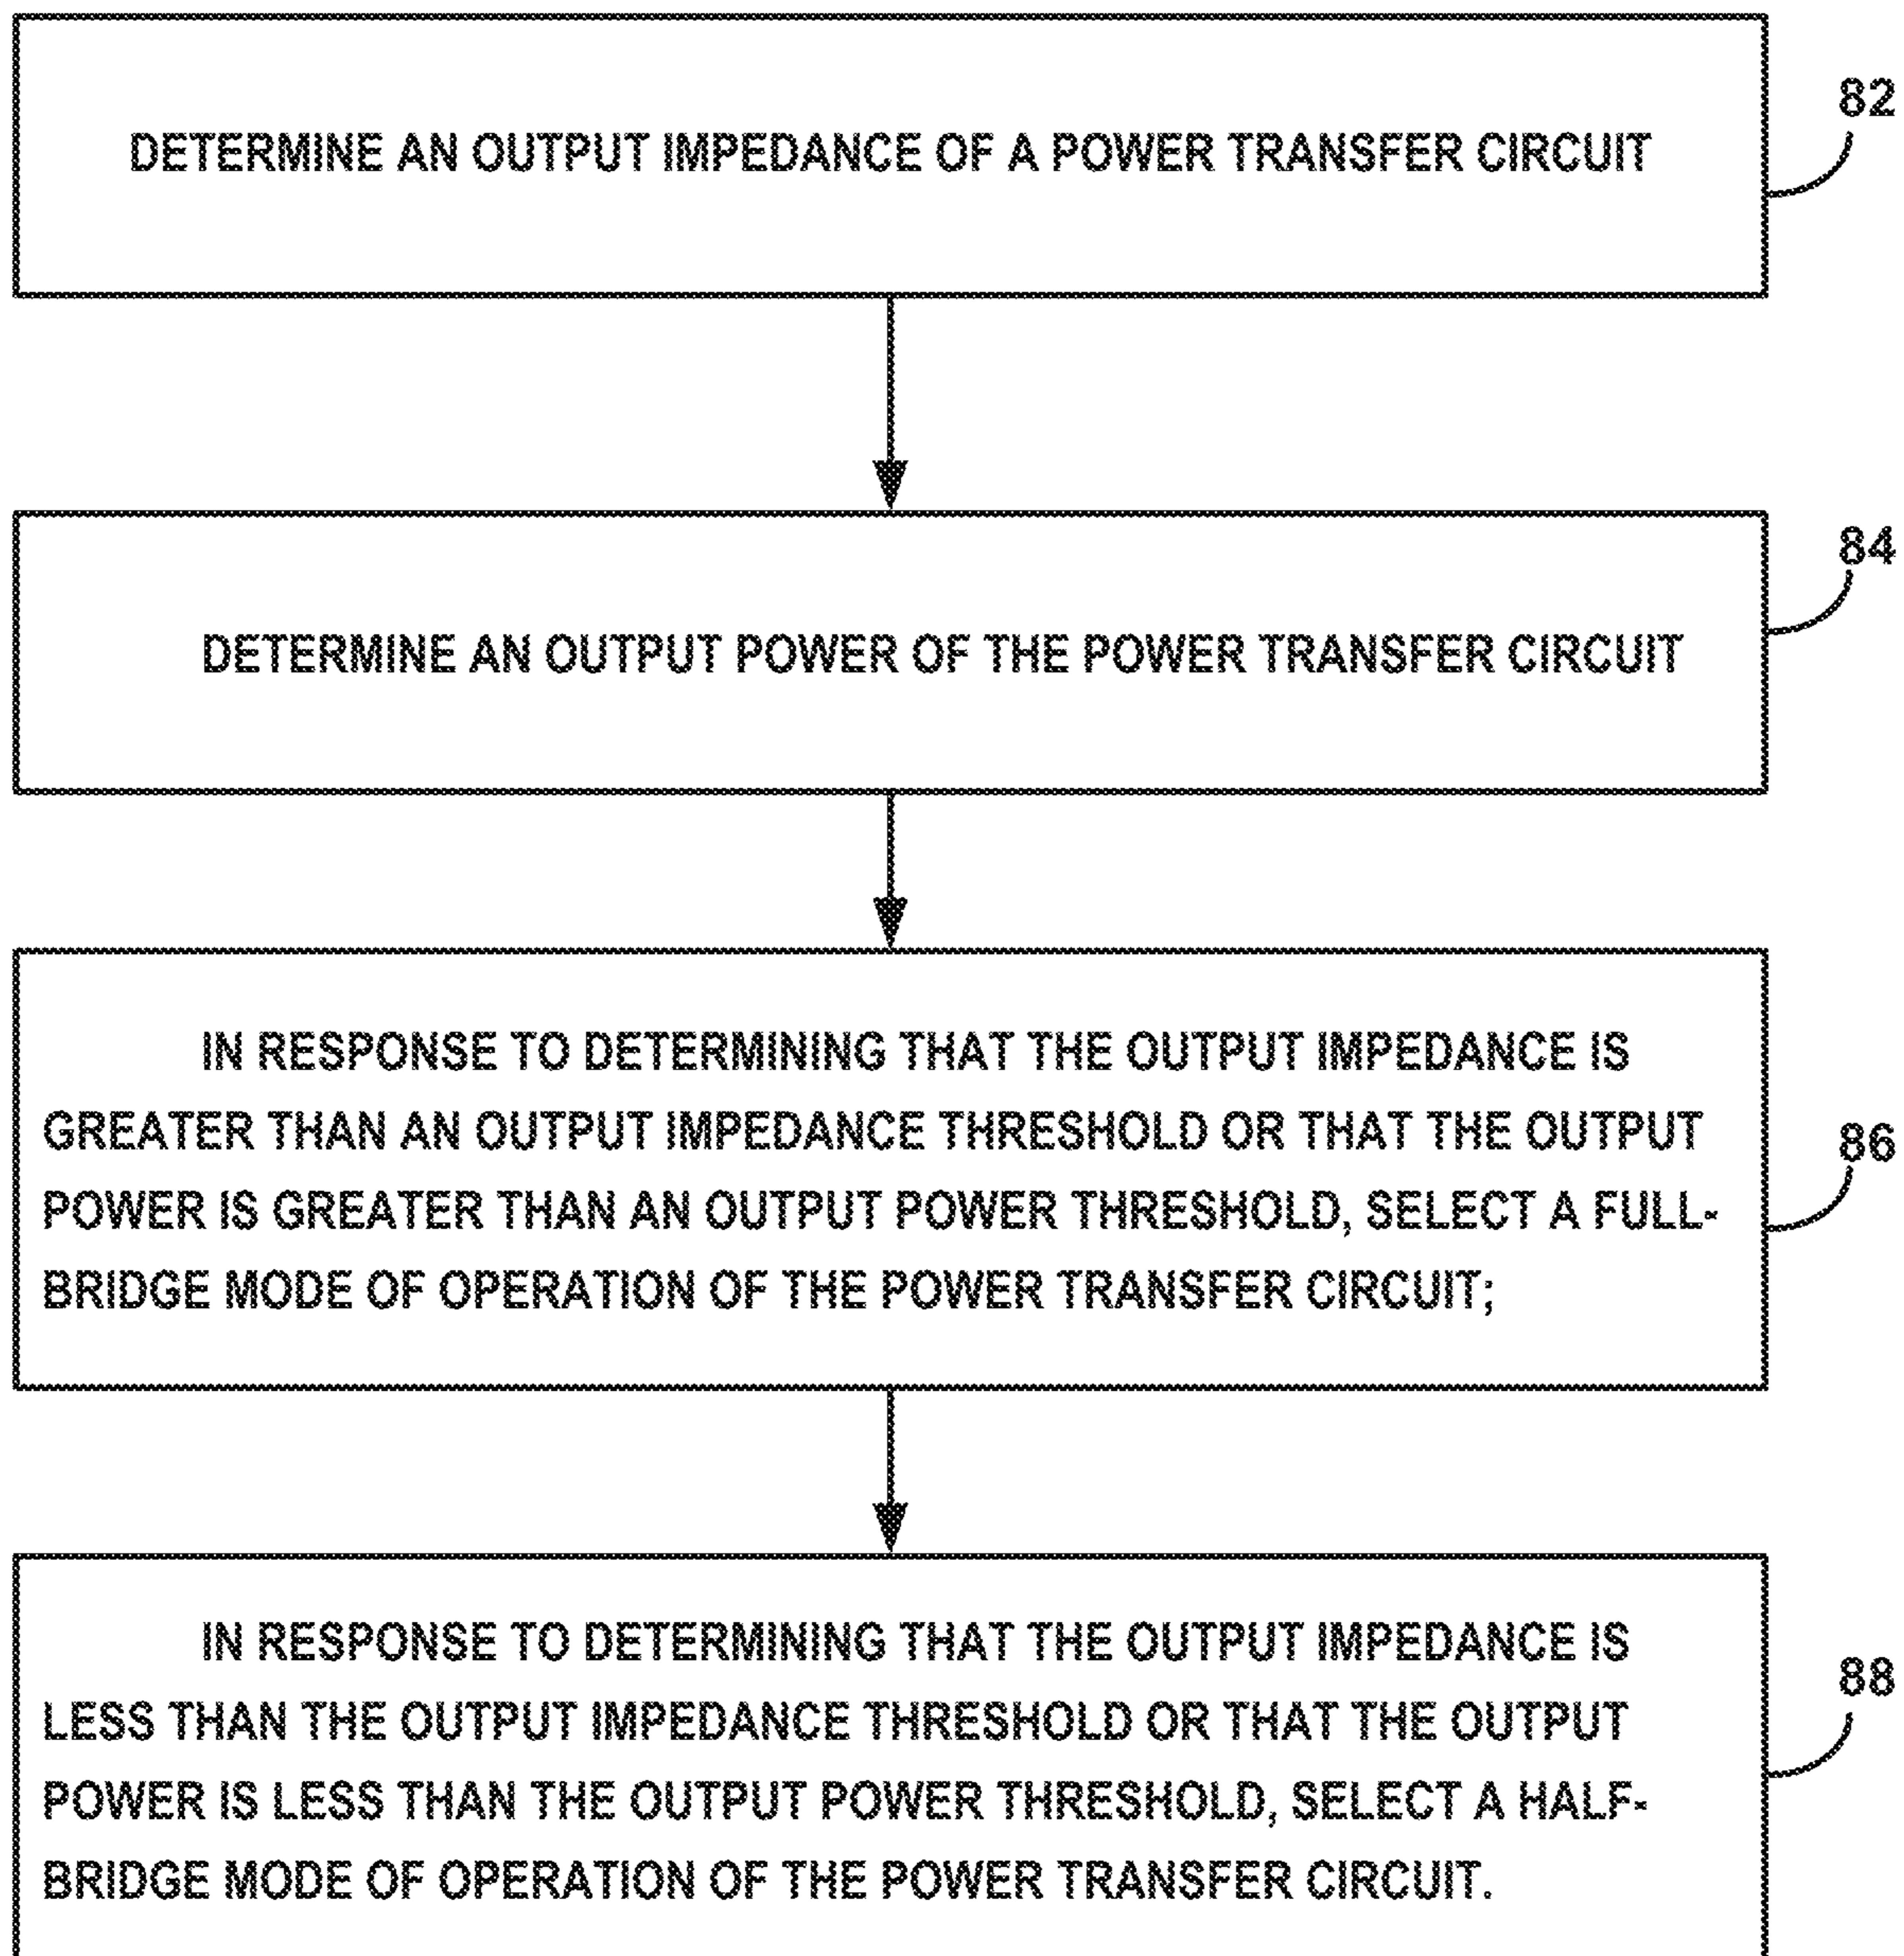 DETERMINE AN OUTPUT IMPEDANCE OF A POWER TRANSFER CIRCUIT
82
DETERMINE AN OUTPUT POWER OF THE POWER TRANSFER CIRCUIT
84
IN RESPONSE TO DETERMINING THAT THE OUTPUT IMPEDANCE IS
GREATER THAN AN OUTPUT IMPEDANCE THRESHOLD OR THAT THE OUTPUT
POWER IS GREATER THAN AN OUTPUT POWER THRESHOLD, SELECT A FULL-
BRIDGE MODE OF OPERATION OF THE POWER TRANSFER CIRCUIT;
86
IN RESPONSE TO DETERMINING THAT THE OUTPUT IMPEDANCE IS
LESS THAN THE OUTPUT IMPEDANCE THRESHOLD OR THAT THE OUTPUT
POWER IS LESS THAN THE OUTPUT POWER THRESHOLD, SELECT A HALF-
BRIDGE MODE OF OPERATION OF THE POWER TRANSFER CIRCUIT.
88